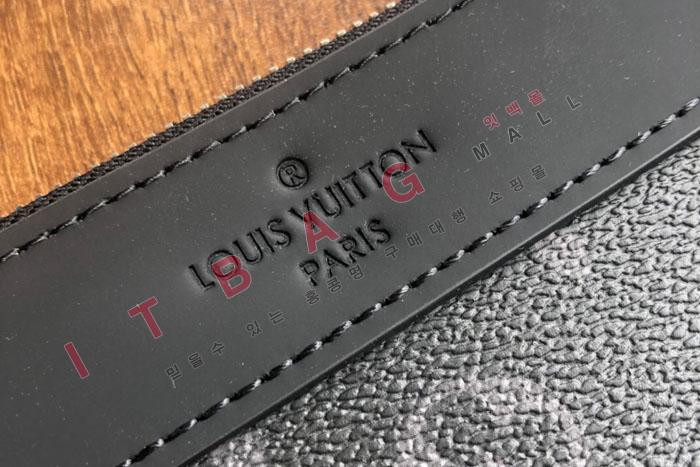 ®
LOUIS VUITTON
PARIS
잇백몰
ITBAG MALL
믿을수 있는 홍콩명품 구매대행 쇼핑몰